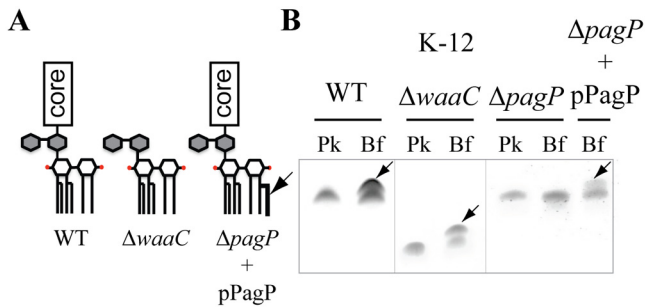 A
core
core
WT
ΔwaaC
ΔpagP
+
pPagP
B
K-12
WT
ΔwaaC
ΔpagP
ΔpagP
+
pPagP
Pk
Bf
Pk
Bf
Pk
Bf
Bf